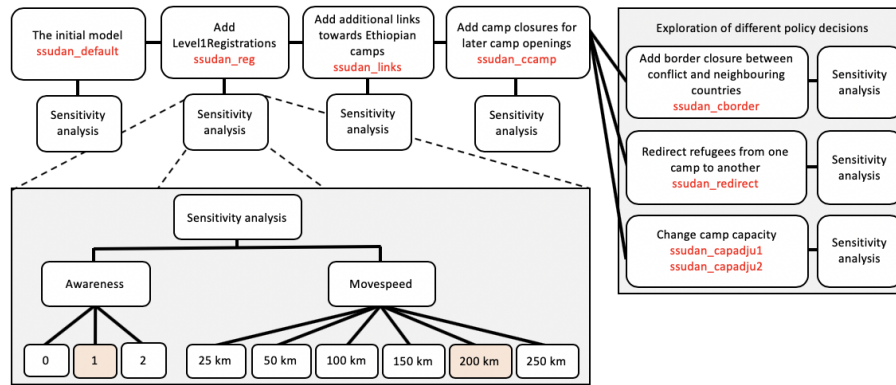 The initial model
ssudan_default
Add
Level1Registrations
ssudan_reg
Add additional links
towards Ethiopian
camps
ssudan_links
Add camp closures for
later camp openings
ssudan_ccamp
Sensitivity
analysis
Sensitivity
analysis
Sensitivity
analysis
Sensitivity
analysis
Exploration of different policy decisions
Add border closure between
conflict and neighbouring
countries
ssudan_cborder
Sensitivity
analysis
Redirect refugees from one
camp to another
ssudan_redirect
Sensitivity
analysis
Change camp capacity
ssudan_capadju1
ssudan_capadju2
Sensitivity
analysis
Sensitivity analysis
Awareness
Movespeed
0
1
2
25 km
50 km
100 km
150 km
200 km
250 km